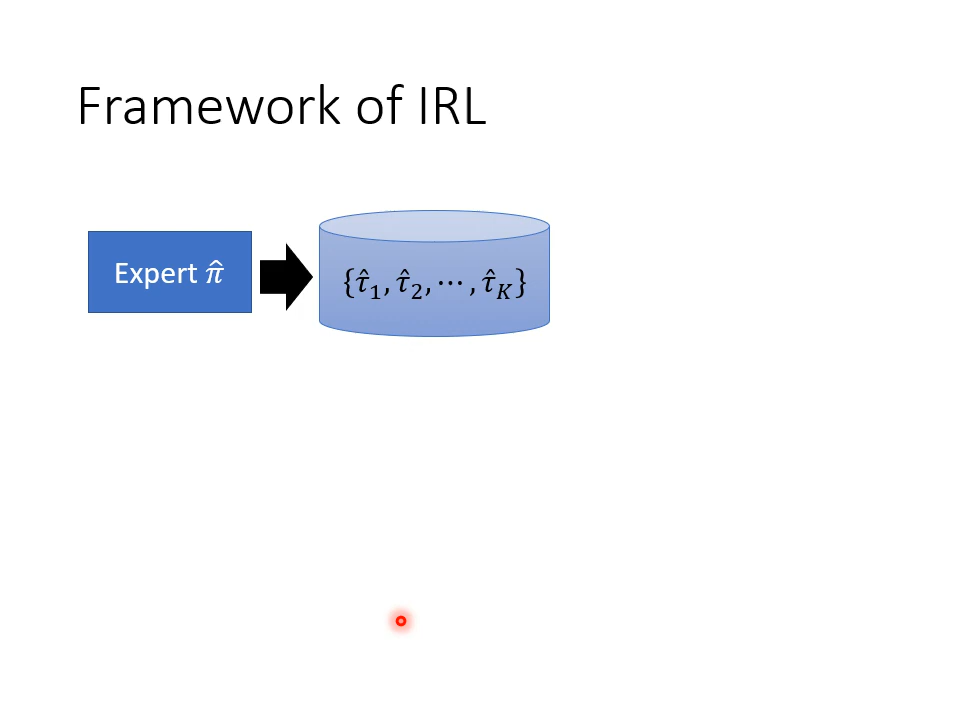 Framework of IRL
Expert π̂
{τ̂₁, τ̂₂, ⋯, τ̂_K}